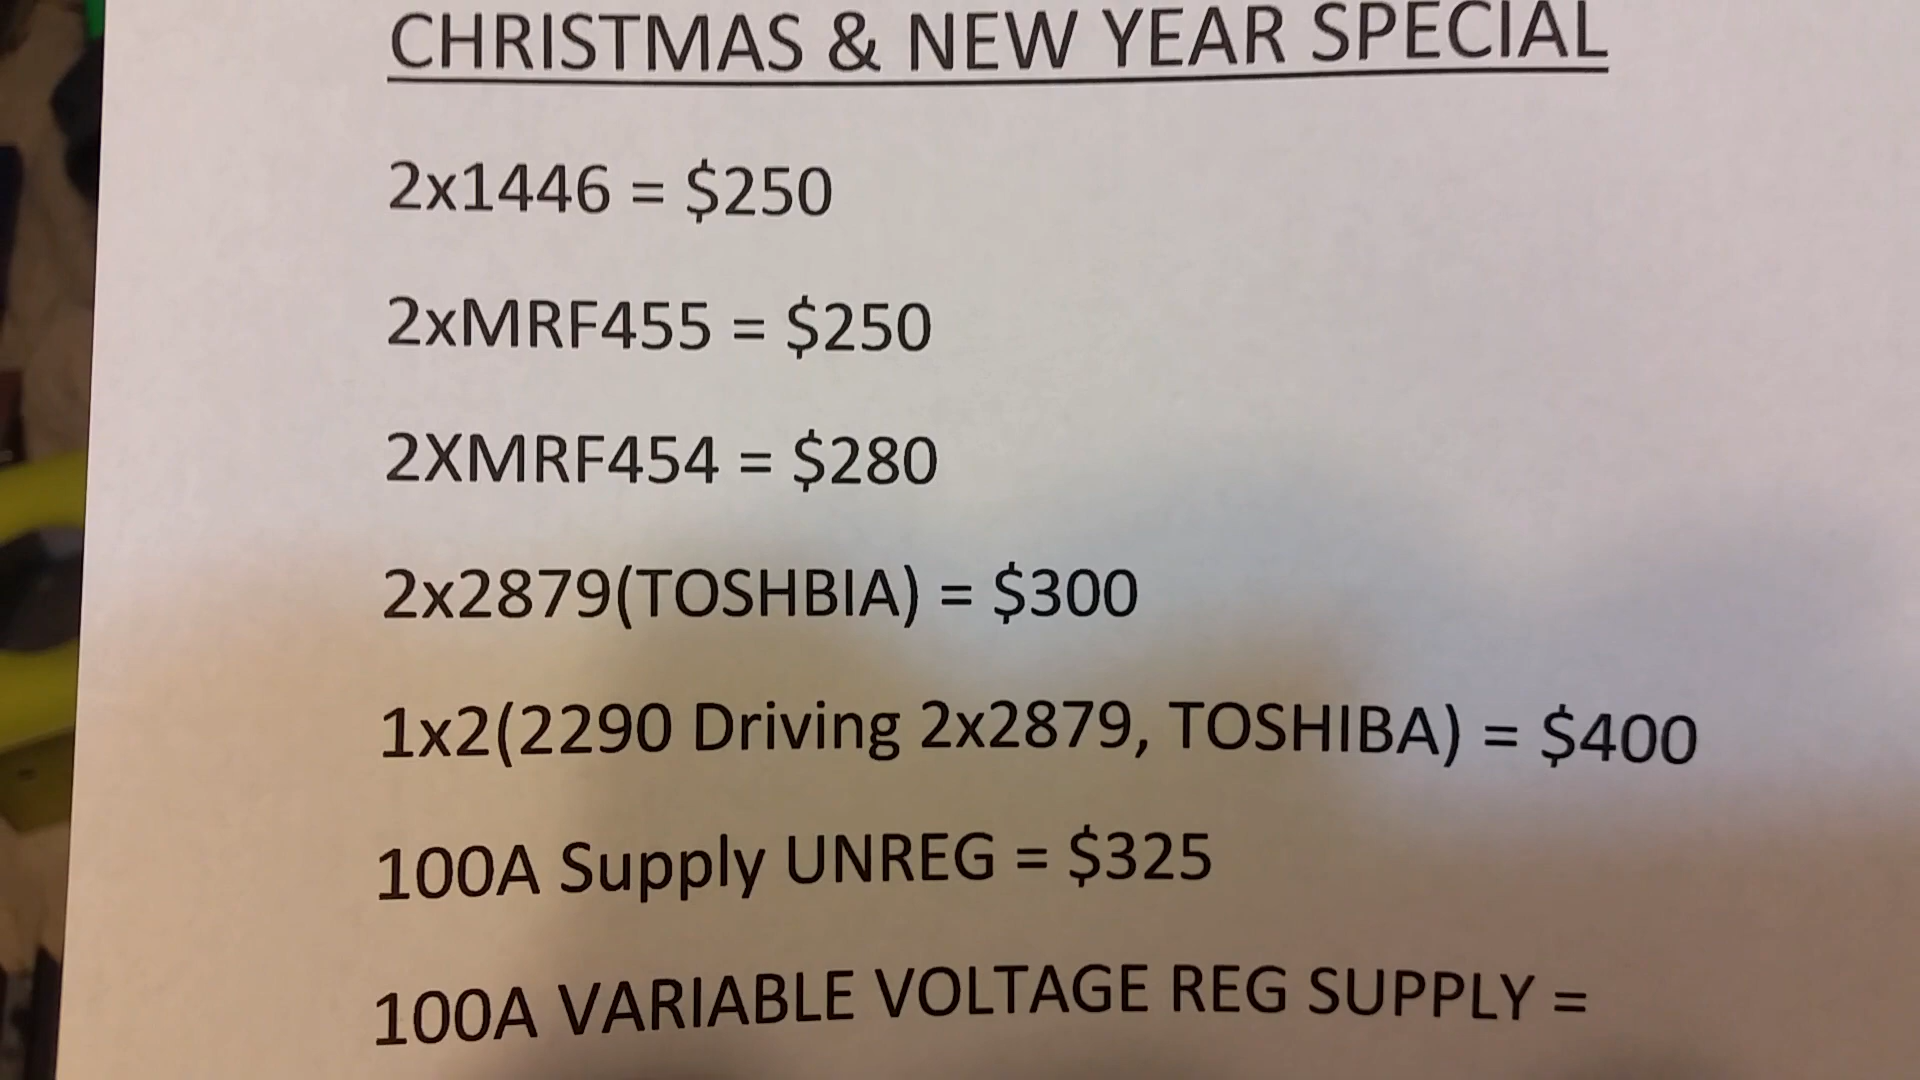 CHRISTMAS & NEW YEAR SPECIAL
2x1446 = $250
2xMRF455 = $250
2XMRF454 = $280
2x2879(TOSHBIA) = $300
1x2(2290 Driving 2x2879, TOSHIBA) = $400
100A Supply UNREG = $325
100A VARIABLE VOLTAGE REG SUPPLY =